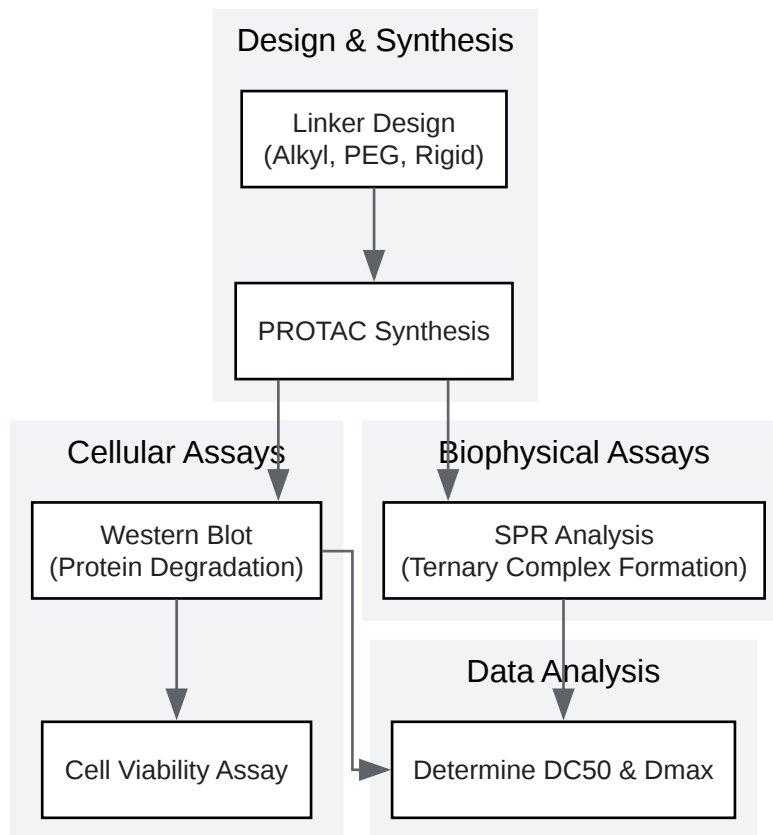 Design & Synthesis
Linker Design
(Alkyl, PEG, Rigid)
PROTAC Synthesis
Cellular Assays
Biophysical Assays
Western Blot
(Protein Degradation)
SPR Analysis
(Ternary Complex Formation)
Data Analysis
Cell Viability Assay
Determine DC50 & Dmax